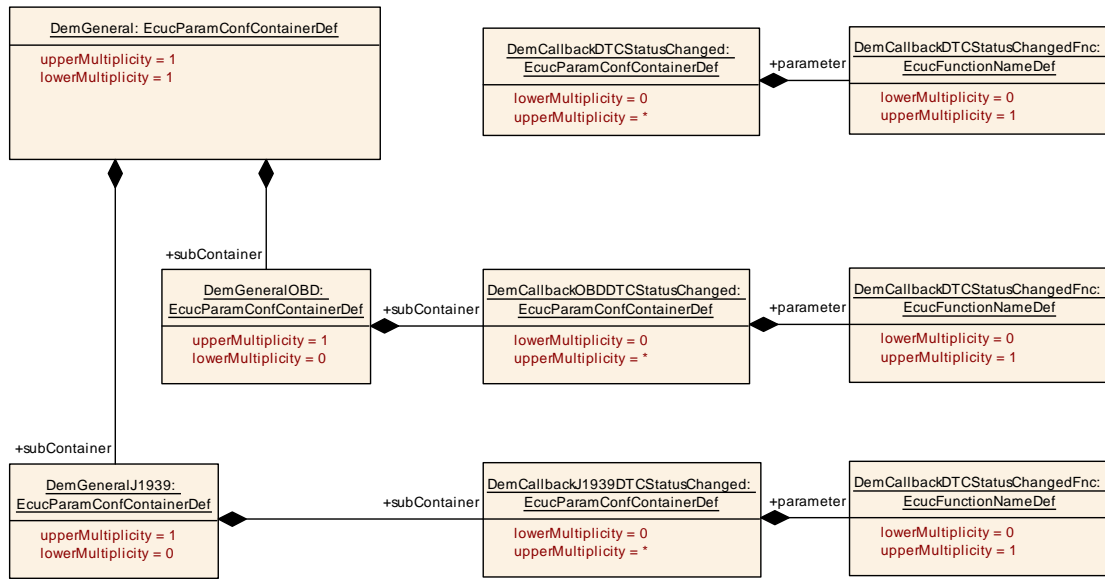 DemGeneral: EcucParamConfContainerDef
upperMultiplicity = 1
lowerMultiplicity = 1
DemCallbackDTCStatusChanged:
EcucParamConfContainerDef
lowerMultiplicity = 0
upperMultiplicity = *
+parameter
DemCallbackDTCStatusChangedFnc:
EcucFunctionNameDef
lowerMultiplicity = 0
upperMultiplicity = 1
+subContainer
DemGeneralOBD:
EcucParamConfContainerDef
upperMultiplicity = 1
lowerMultiplicity = 0
+subContainer
DemCallbackOBDDTCStatusChanged:
EcucParamConfContainerDef
lowerMultiplicity = 0
upperMultiplicity = *
+parameter
DemCallbackDTCStatusChangedFnc:
EcucFunctionNameDef
lowerMultiplicity = 0
upperMultiplicity = 1
+subContainer
DemGeneralJ1939:
EcucParamConfContainerDef
upperMultiplicity = 1
lowerMultiplicity = 0
+subContainer
DemCallbackJ1939DTCStatusChanged:
EcucParamConfContainerDef
lowerMultiplicity = 0
upperMultiplicity = *
+parameter
DemCallbackDTCStatusChangedFnc:
EcucFunctionNameDef
lowerMultiplicity = 0
upperMultiplicity = 1